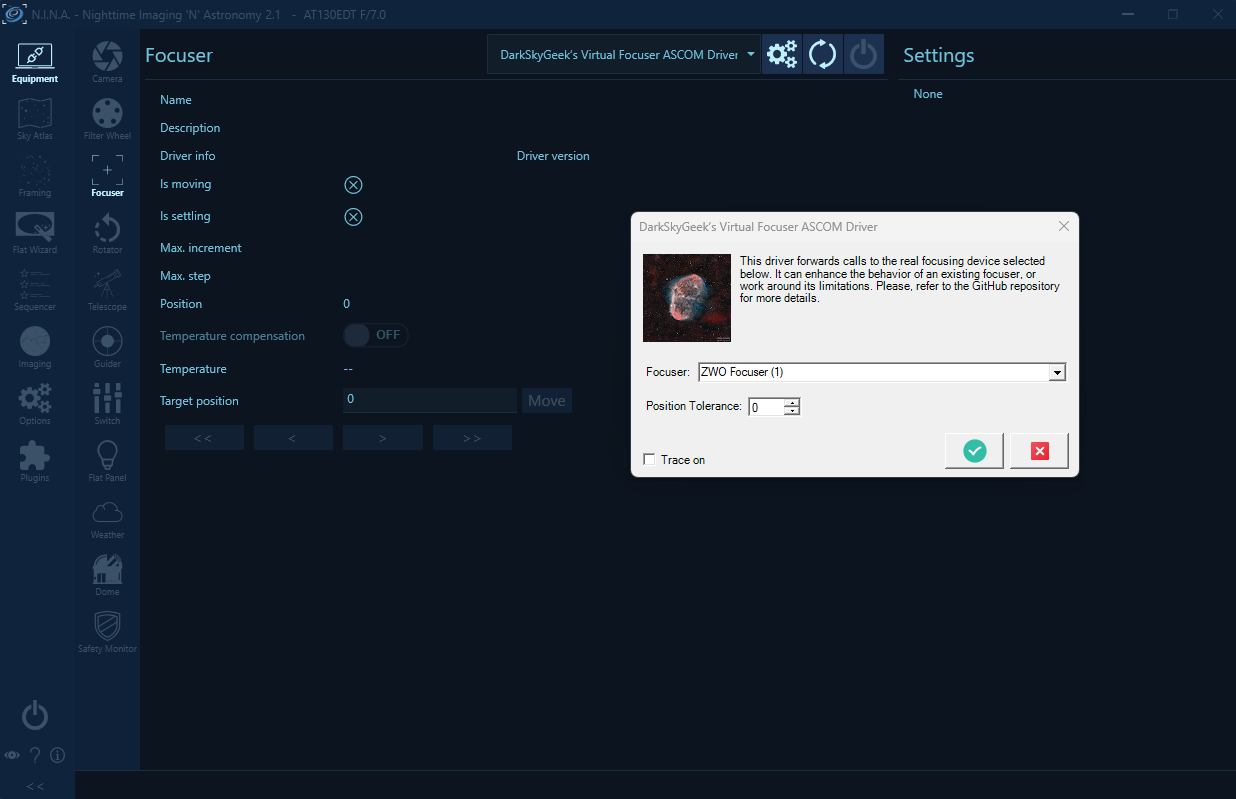 N.I.N.A. - Nighttime Imaging 'N' Astronomy 2.1 - AT130EDT F/7.0
Equipment
Sky Atlas
Framing
Flat Wizard
Sequencer
Imaging
Options
Plugins
<<
Camera
Filter Wheel
Focuser
Rotator
Telescope
Guider
Switch
Flat Panel
Weather
Dome
Safety Monitor
Focuser
DarkSkyGeek's Virtual Focuser ASCOM Driver
Name
Description
Driver info
Driver version
Is moving
Is settling
Max. increment
Max. step
Position 0
Temperature compensation OFF
Temperature --
Target position 0 Move
<< < > >>
Settings
None
DarkSkyGeek's Virtual Focuser ASCOM Driver
This driver forwards calls to the real focusing device selected
below. It can enhance the behavior of an existing focuser, or
work around its limitations. Please, refer to the GitHub repository
for more details.
Focuser: ZWO Focuser (1)
Position Tolerance: 0
Trace on